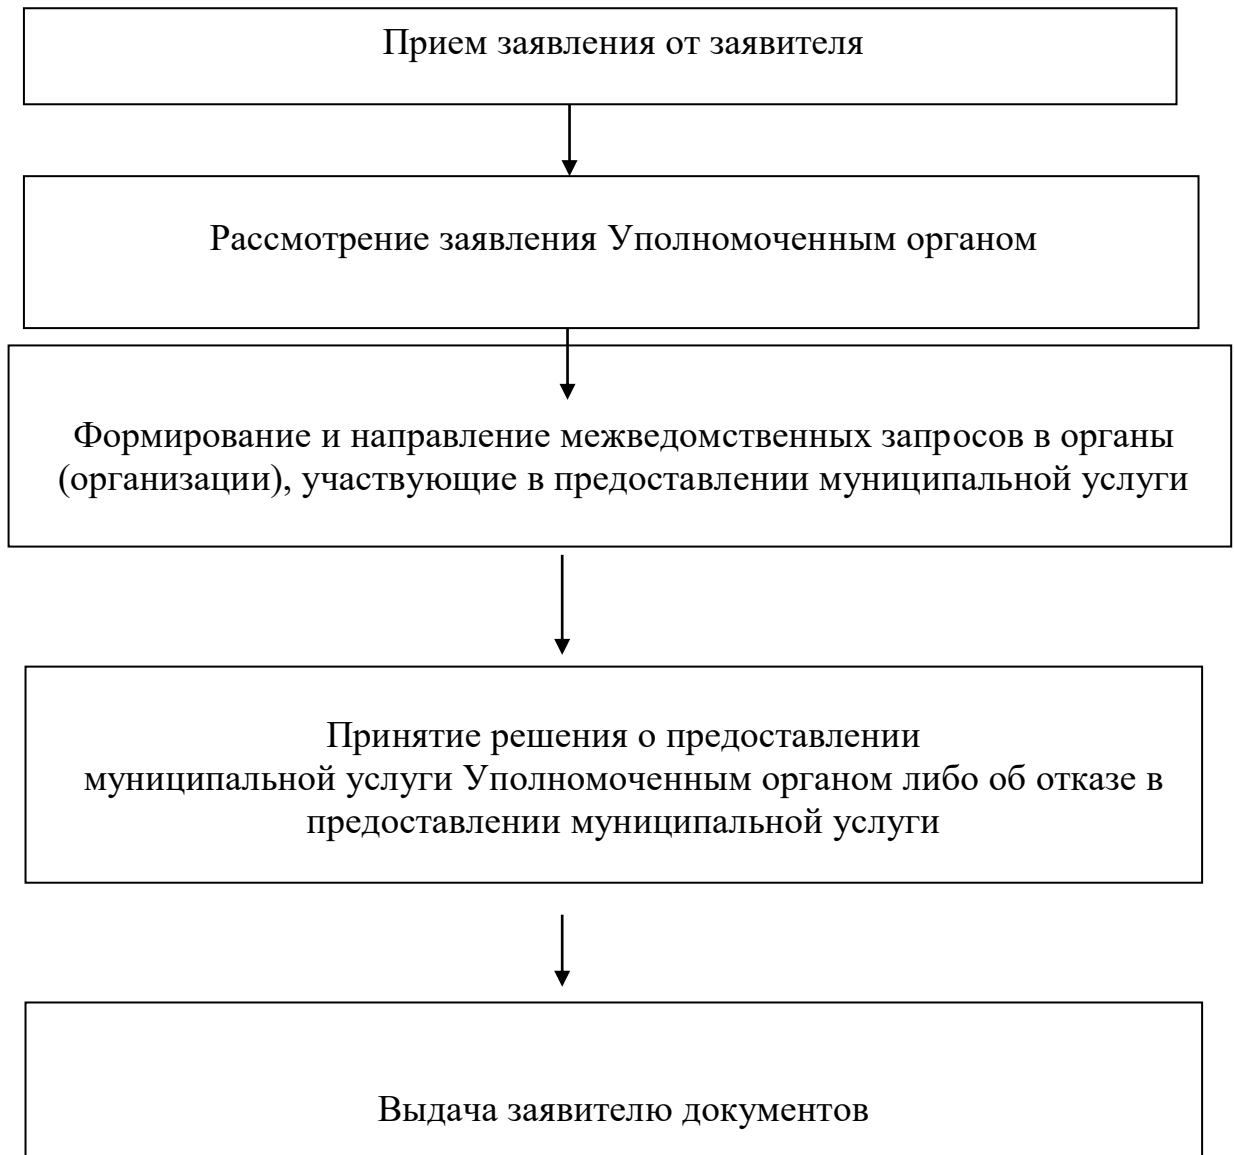 Прием заявления от заявителя
Рассмотрение заявления Уполномоченным органом
Формирование и направление межведомственных запросов в органы
(организации), участвующие в предоставлении муниципальной услуги
Принятие решения о предоставлении
муниципальной услуги Уполномоченным органом либо об отказе в
предоставлении муниципальной услуги
Выдача заявителю документов